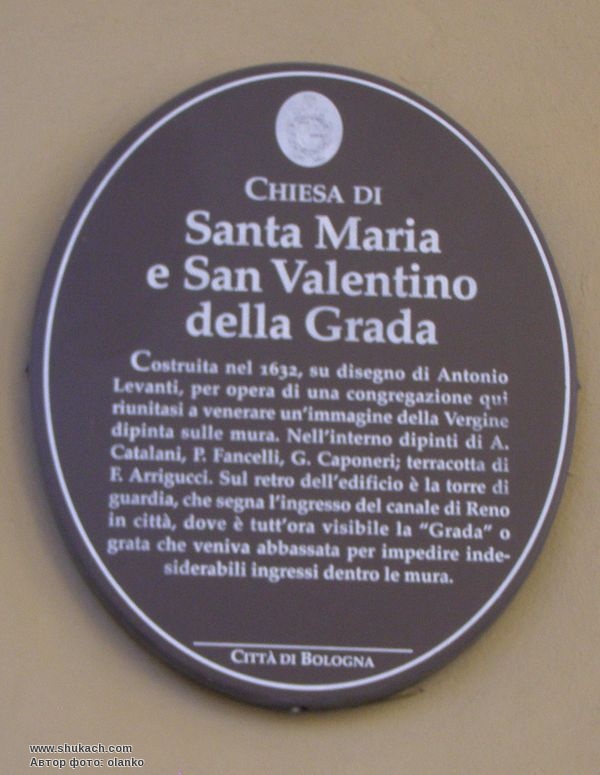 CHIESA DI
Santa Maria
e San Valentino
della Grada
Costruita nel 1632, su disegno di Antonio
Levanti, per opera di una congregazione qui
riunitasi a venerare un'immagine della Vergine
dipinta sulle mura. Nell'interno dipinti di A.
Catalani, P. Fancelli, G. Caponeri; terracotta di
F. Arrigucci. Sul retro dell'edificio è la torre di
guardia, che segna l'ingresso del canale di Reno
in città, dove è tutt'ora visibile la "Grada" o
grata che veniva abbassata per impedire inde-
siderabili ingressi dentro le mura.
CITTÀ DI BOLOGNA
www.shukach.com
Автор фото: olanko